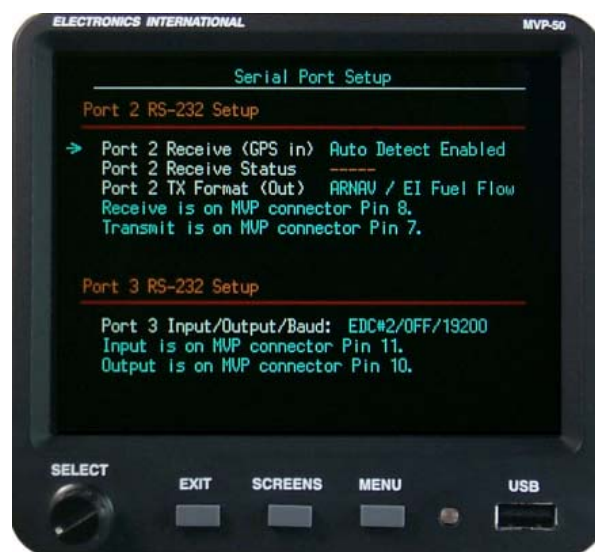 ELECTRONICS INTERNATIONAL MVP-50
Serial Port Setup
Port 2 RS-232 Setup
Port 2 Receive (GPS in) Auto Detect Enabled
Port 2 Receive Status -----
Port 2 TX Format (Out) ARNAV / EI Fuel Flow
Receive is on MVP connector Pin 8.
Transmit is on MVP connector Pin 7.
Port 3 RS-232 Setup
Port 3 Input/Output/Baud: EDC#2/OFF/19200
Input is on MVP connector Pin 11.
Output is on MVP connector Pin 10.
SELECT EXIT SCREENS MENU USB